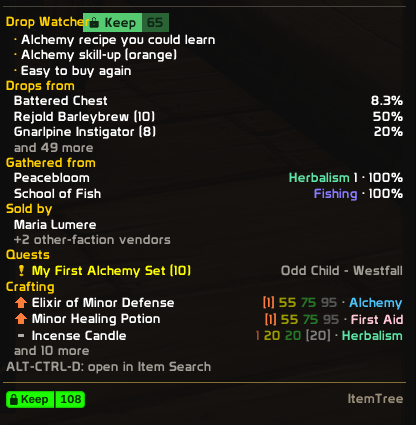 Drop Watcher Keep 65
· Alchemy recipe you could learn
· Alchemy skill-up (orange)
· Easy to buy again
Drops from
Battered Chest 8.3%
Rejold Barleybrew (10) 50%
Gnarlpine Instigator (8) 20%
and 49 more
Gathered from
Peacebloom Herbalism 1 · 100%
School of Fish Fishing · 100%
Sold by
Maria Lumere
+2 other-faction vendors
Quests
! My First Alchemy Set (10) Odd Child - Westfall
Crafting
Elixir of Minor Defense [1] 55 75 95 · Alchemy
Minor Healing Potion [1] 55 75 95 · First Aid
- Incense Candle 1 20 20 [20] · Herbalism
and 10 more
ALT-CTRL-D: open in Item Search
Keep 108 ItemTree